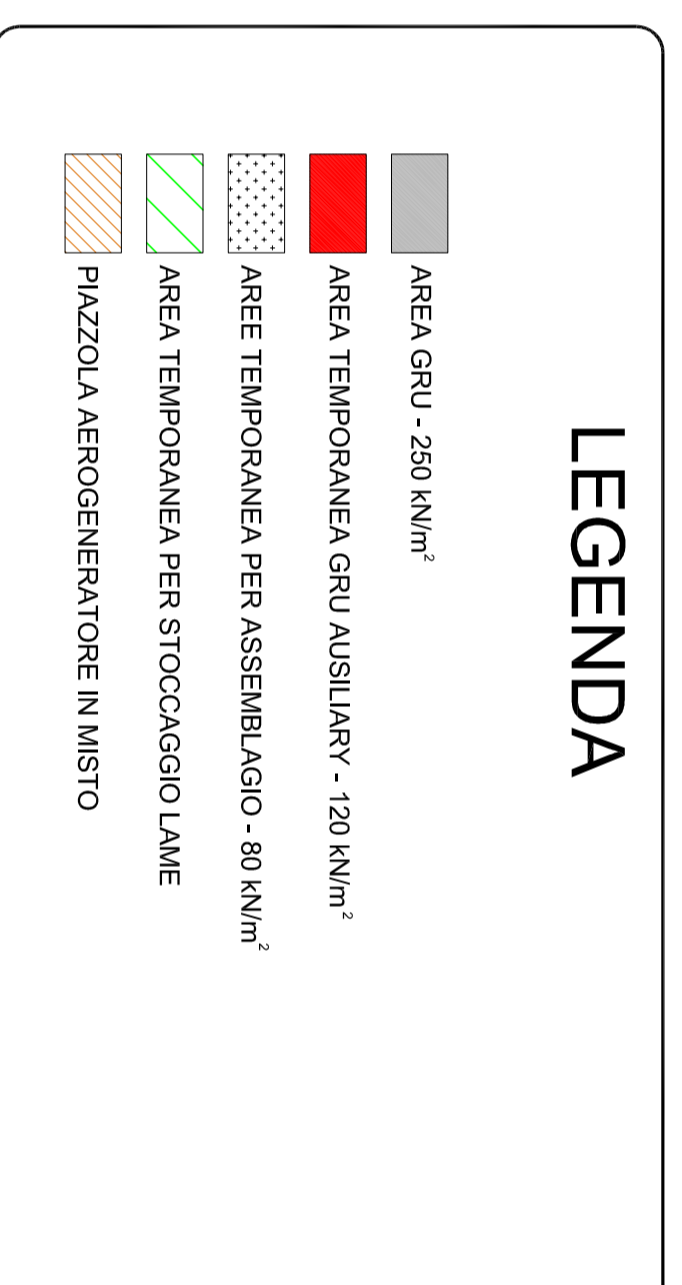 LEGENDA
AREA GRU - 250 kN/m²
AREA TEMPORANEA GRU AUSILIARY - 120 kN/m²
AREE TEMPORANEA PER ASSEMBLAGIO - 80 kN/m²
AREA TEMPORANEA PER STOCCAGGIO LAME
PIAZZOLA AEROGENERATORE IN MISTO